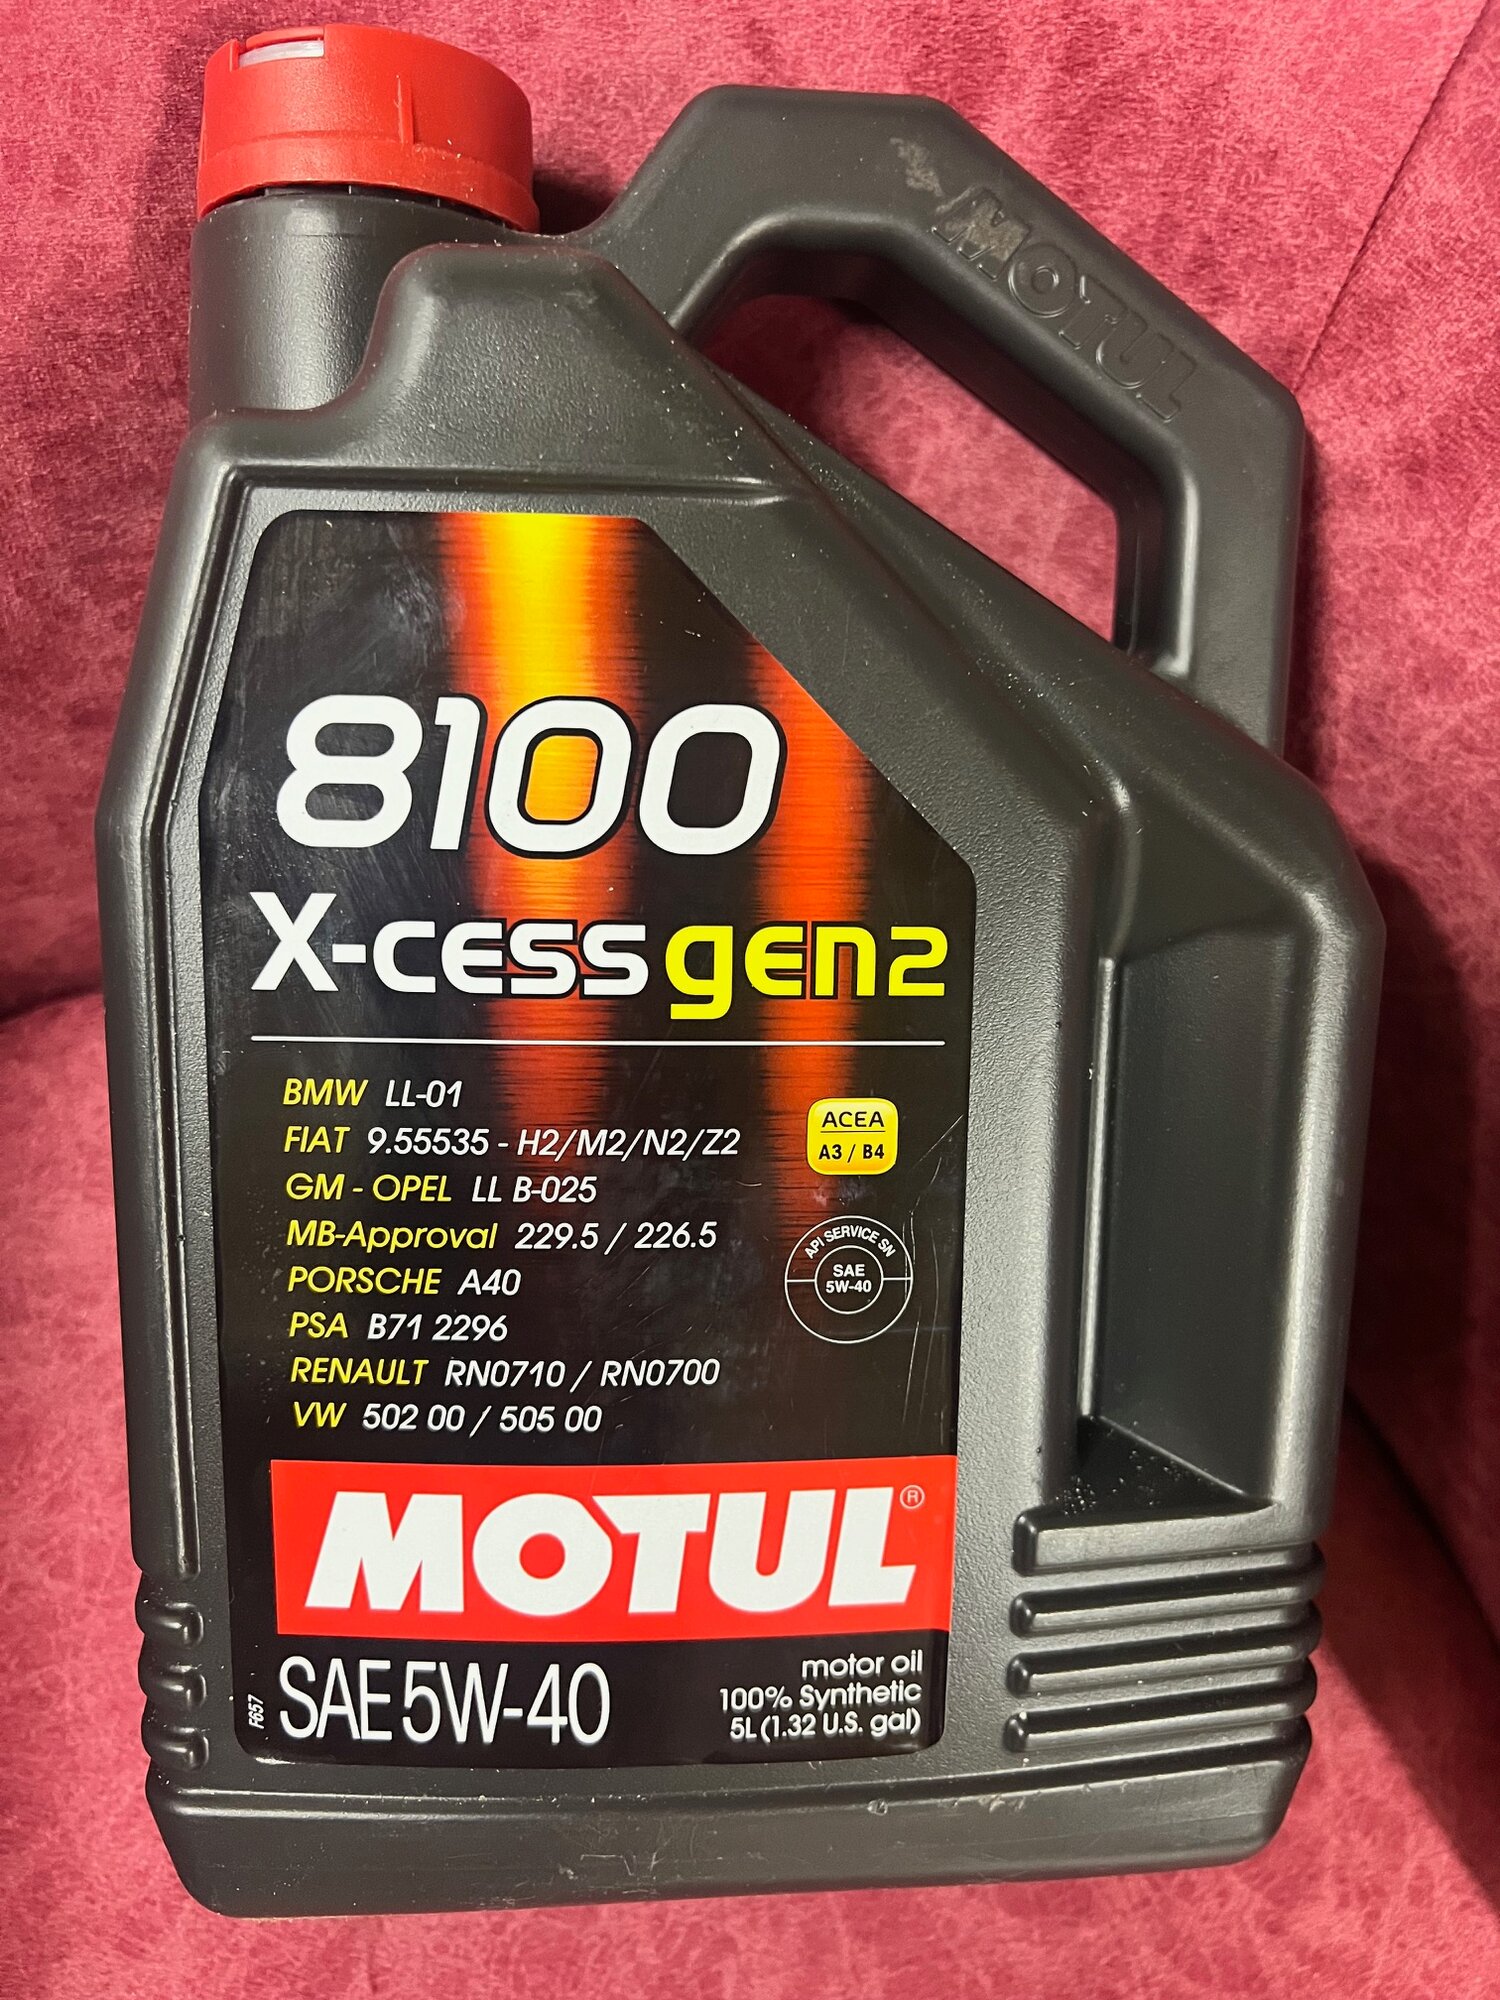 MOTUL
8100
X-cess gen2
BMW LL-01
FIAT 9.55535 - H2/M2/N2/Z2
GM - OPEL LL B-025
MB-Approval 229.5 / 226.5
PORSCHE A40
PSA B71 2296
RENAULT RN0710 / RN0700
VW 502 00 / 505 00
ACEA
A3 / B4
API SERVICE SN
SAE
5W-40
MOTUL®
F657
SAE 5W-40
motor oil
100% Synthetic
5L (1.32 U.S. gal)